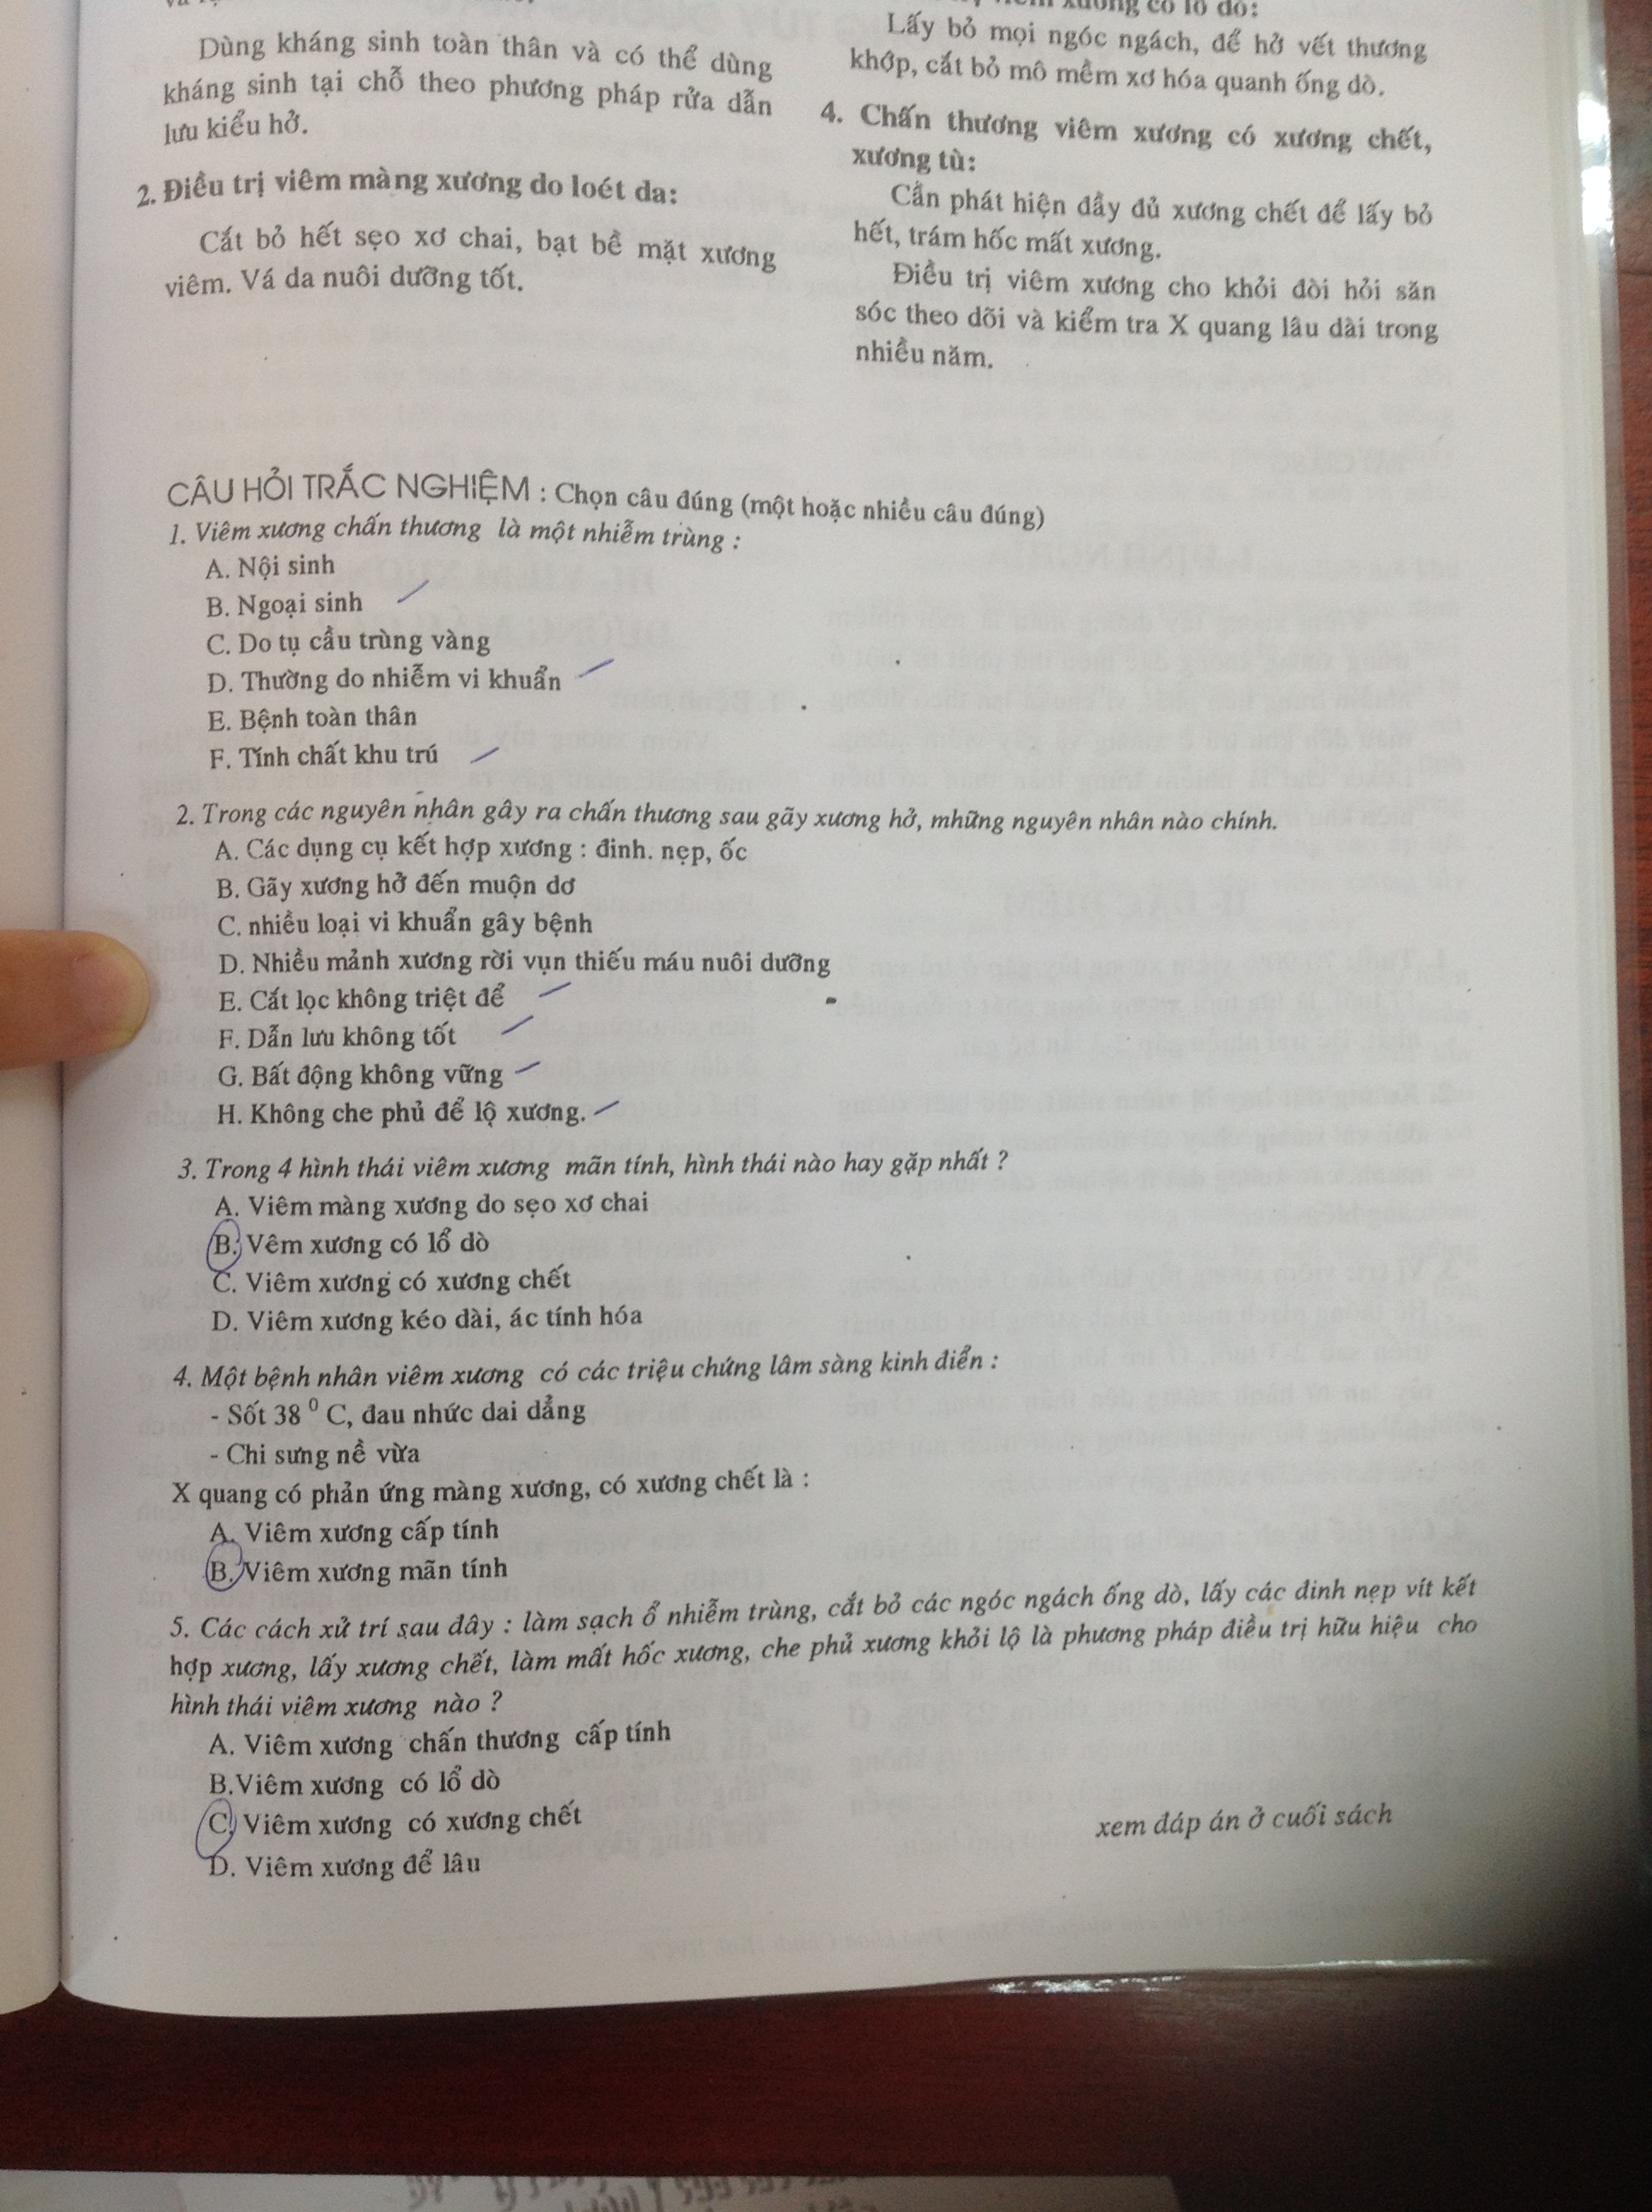 Dùng kháng sinh toàn thân và có thể dùng
kháng sinh tại chỗ theo phương pháp rửa dẫn
lưu kiểu hở.
2. Điều trị viêm màng xương do loét da:
Cắt bỏ hết sẹo xơ chai, bạt bề mặt xương
viêm. Vá da nuôi dưỡng tốt.
xương có lỗ dò:
Lấy bỏ mọi ngóc ngách, để hở vết thương
khớp, cắt bỏ mô mềm xơ hóa quanh ống dò.
4. Chấn thương viêm xương có xương chết,
xương tù:
Cần phát hiện đầy đủ xương chết để lấy bỏ
hết, trám hốc mất xương.
Điều trị viêm xương cho khỏi đòi hỏi săn
sóc theo dõi và kiểm tra X quang lâu dài trong
nhiều năm.
CÂU HỎI TRẮC NGHIỆM : Chọn câu đúng (một hoặc nhiều câu đúng)
1. Viêm xương chấn thương là một nhiễm trùng :
A. Nội sinh
B. Ngoại sinh
C. Do tụ cầu trùng vàng
D. Thường do nhiễm vi khuẩn
E. Bệnh toàn thân
F. Tính chất khu trú
2. Trong các nguyên nhân gây ra chấn thương sau gãy xương hở, mhững nguyên nhân nào chính.
A. Các dụng cụ kết hợp xương : đinh. nẹp, ốc
B. Gãy xương hở đến muộn dơ
C. nhiều loại vi khuẩn gây bệnh
D. Nhiều mảnh xương rời vụn thiếu máu nuôi dưỡng
E. Cắt lọc không triệt để
F. Dẫn lưu không tốt
G. Bất động không vững
H. Không che phủ để lộ xương.
3. Trong 4 hình thái viêm xương mãn tính, hình thái nào hay gặp nhất ?
A. Viêm màng xương do sẹo xơ chai
B. Vêm xương có lổ dò
C. Viêm xương có xương chết
D. Viêm xương kéo dài, ác tính hóa
4. Một bệnh nhân viêm xương có các triệu chứng lâm sàng kinh điển :
- Sốt 38 ⁰ C, đau nhức dai dẳng
- Chi sưng nề vừa
X quang có phản ứng màng xương, có xương chết là :
A. Viêm xương cấp tính
B. Viêm xương mãn tính
5. Các cách xử trí sau đây : làm sạch ổ nhiễm trùng, cắt bỏ các ngóc ngách ống dò, lấy các đinh nẹp vít kết
hợp xương, lấy xương chết, làm mất hốc xương, che phủ xương khỏi lộ là phương pháp điều trị hữu hiệu cho
hình thái viêm xương nào ?
A. Viêm xương chấn thương cấp tính
B.Viêm xương có lổ dò
C. Viêm xương có xương chết
D. Viêm xương để lâu
xem đáp án ở cuối sách